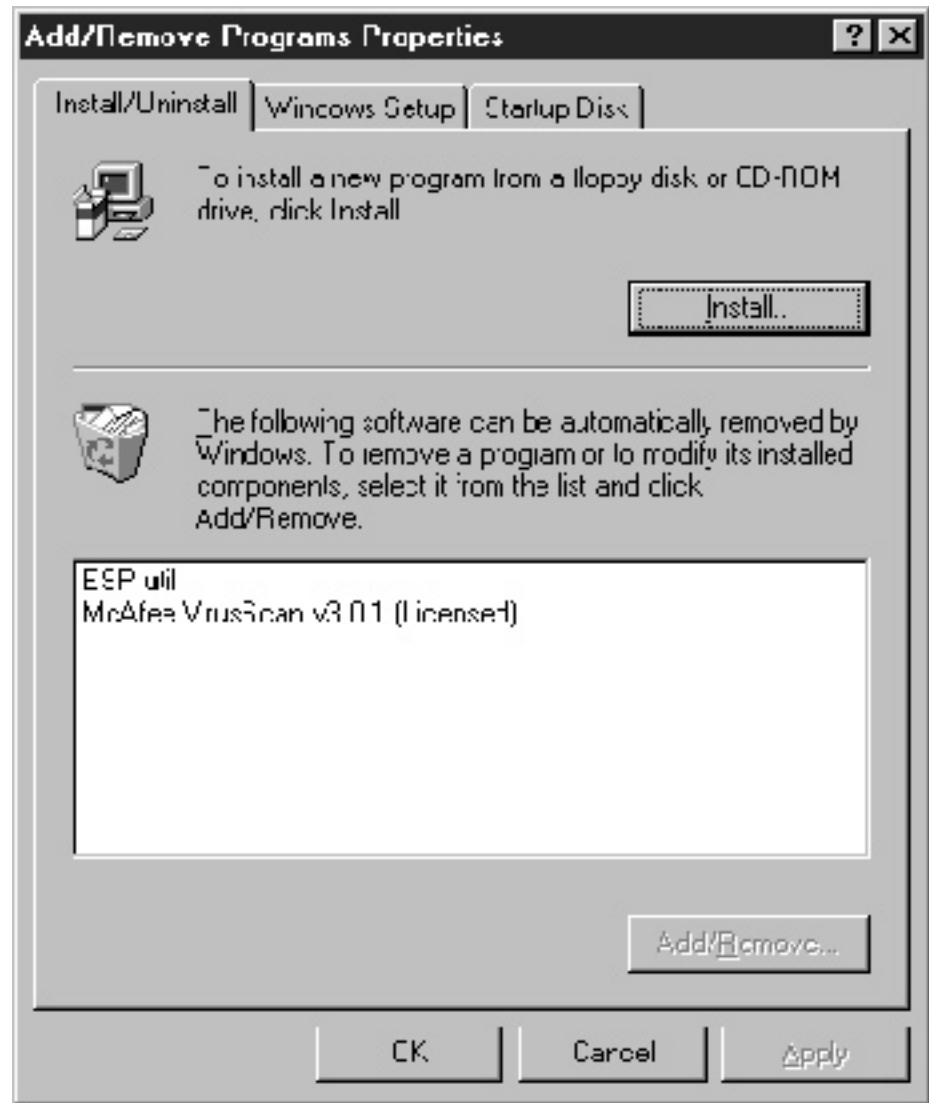 Add/Remove Programs Properties
? ×
Install/Uninstall Windows Setup Startup Disk
To install a new program from a floppy disk or CD-ROM
drive, click Install.
Install...
The following software can be automatically removed by
Windows. To remove a program or to modify its installed
components, select it from the list and click
Add/Remove.
ESP util
McAfee VirusScan v3.0.1 (Licensed)
Add/Remove...
OK Cancel Apply